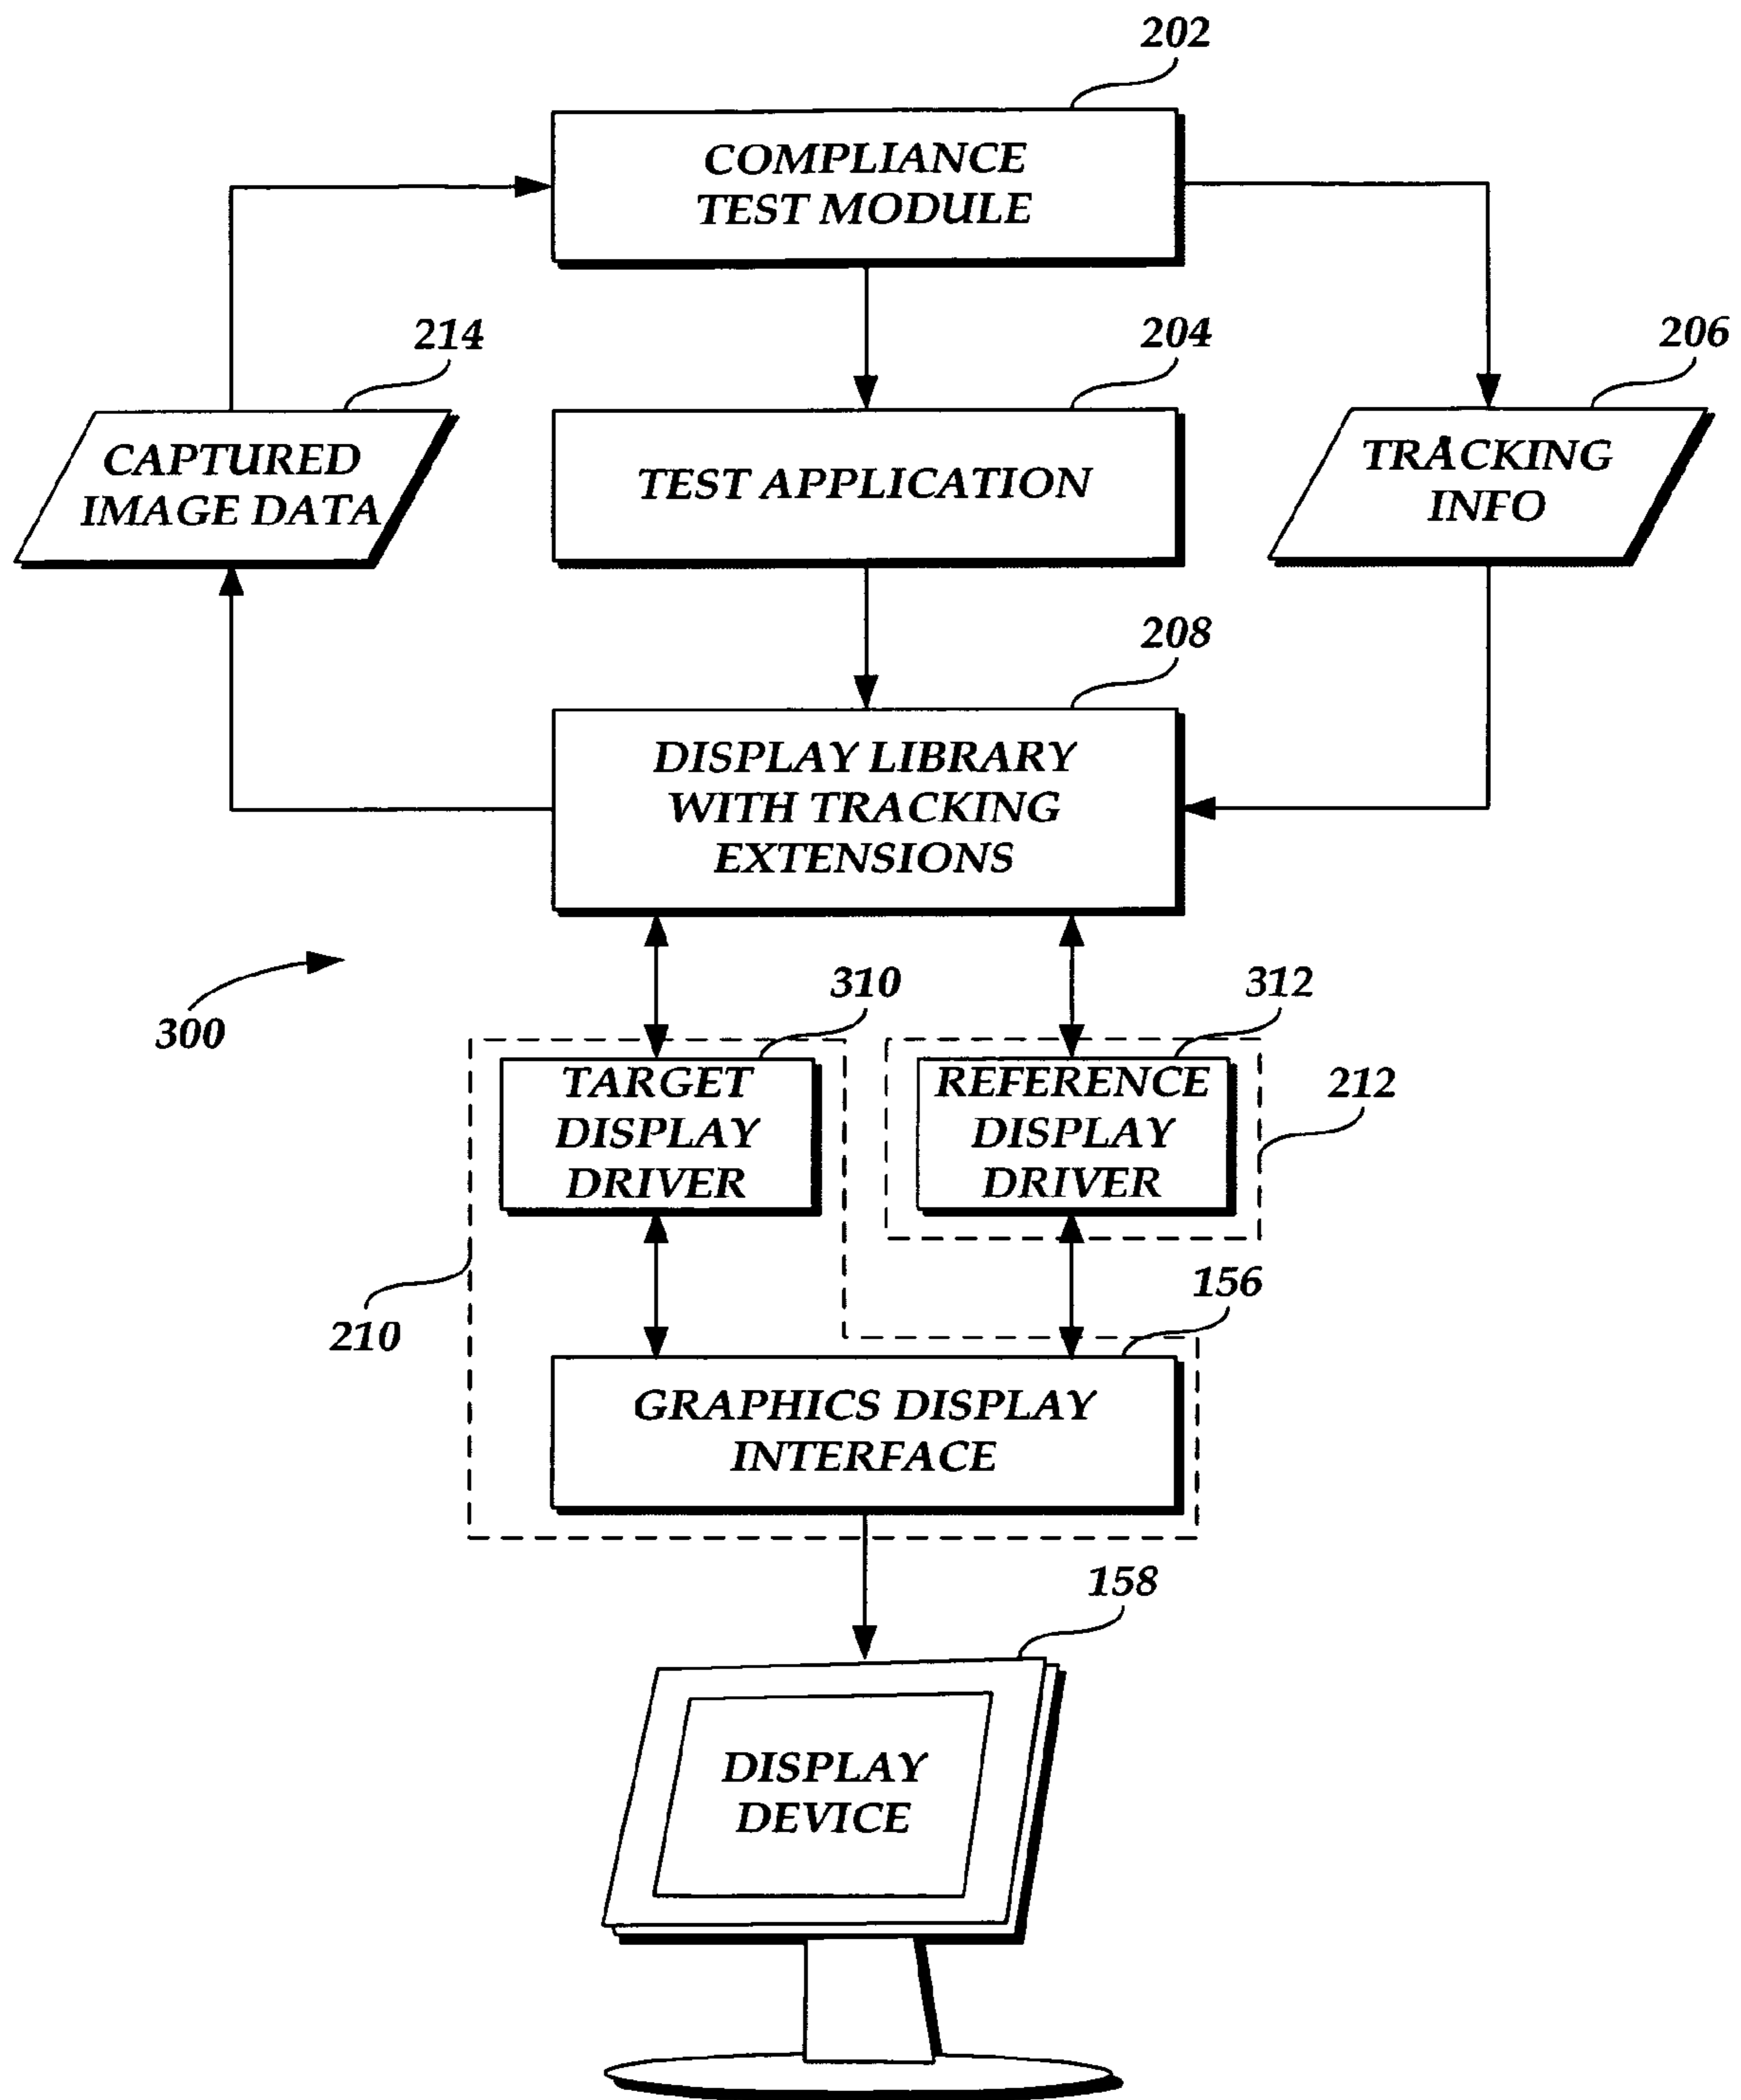 202
COMPLIANCE
TEST MODULE
214
204
206
CAPTURED
IMAGE DATA
TEST APPLICATION
TRACKING
INFO
208
DISPLAY LIBRARY
WITH TRACKING
EXTENSIONS
300
310
312
TARGET
DISPLAY
DRIVER
REFERENCE
DISPLAY
DRIVER
212
210
156
GRAPHICS DISPLAY
INTERFACE
158
DISPLAY
DEVICE